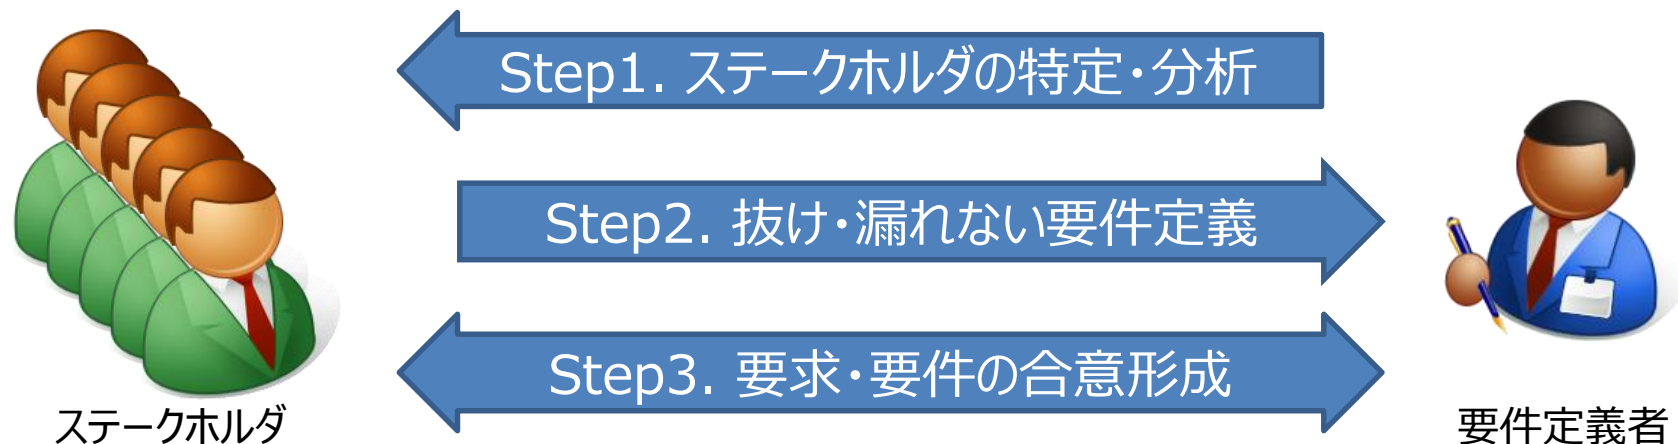 Step1. ステークホルダの特定・分析
Step2. 抜け・漏れない要件定義
Step3. 要求・要件の合意形成
ステークホルダ
要件定義者